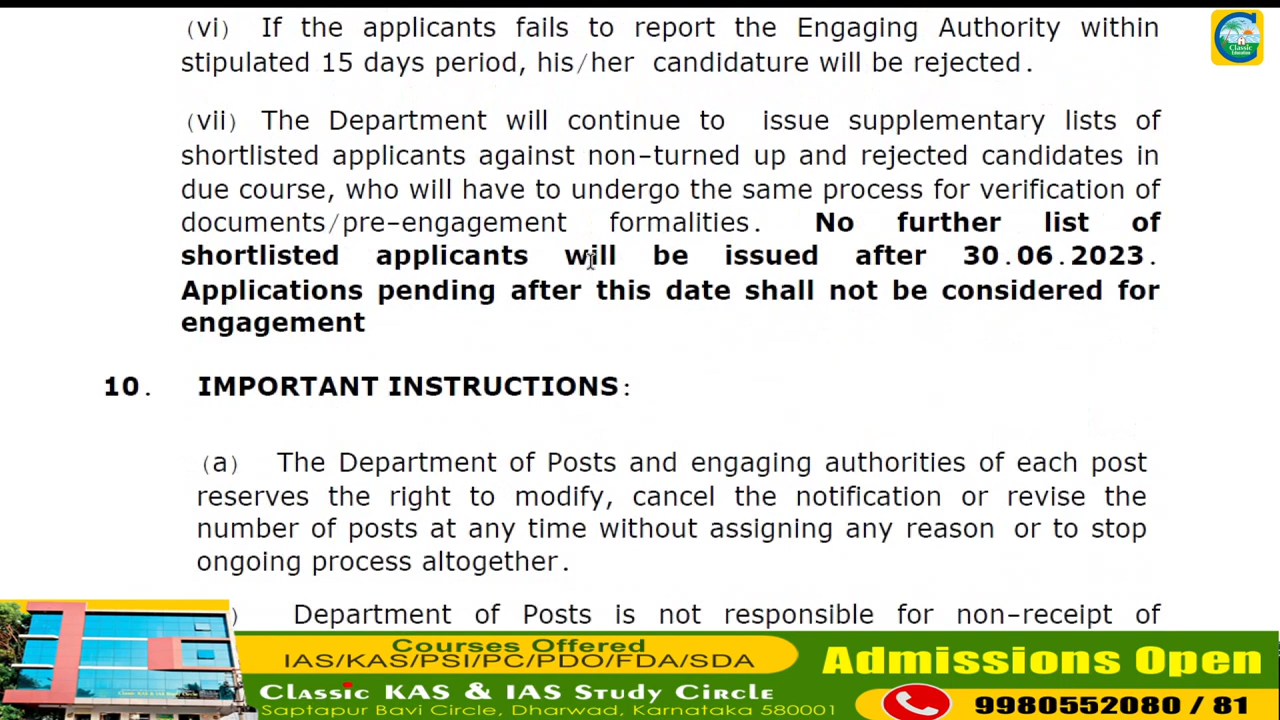 (vi) If the applicants fails to report the Engaging Authority within
stipulated 15 days period, his/her candidature will be rejected.
(vii) The Department will continue to issue supplementary lists of
shortlisted applicants against non-turned up and rejected candidates in
due course, who will have to undergo the same process for verification of
documents/pre-engagement formalities. No further list of
shortlisted applicants will be issued after 30.06.2023.
Applications pending after this date shall not be considered for
engagement
10. IMPORTANT INSTRUCTIONS:
(a) The Department of Posts and engaging authorities of each post
reserves the right to modify, cancel the notification or revise the
number of posts at any time without assigning any reason or to stop
ongoing process altogether.
) Department of Posts is not responsible for non-receipt of
Classic
Education
Courses Offered
IAS/KAS/PSI/PC/PDO/FDA/SDA
Classic KAS & IAS Study Circle
Saptapur Bavi Circle, Dharwad, Karnataka 580001
Admissions Open
9980552080 / 81